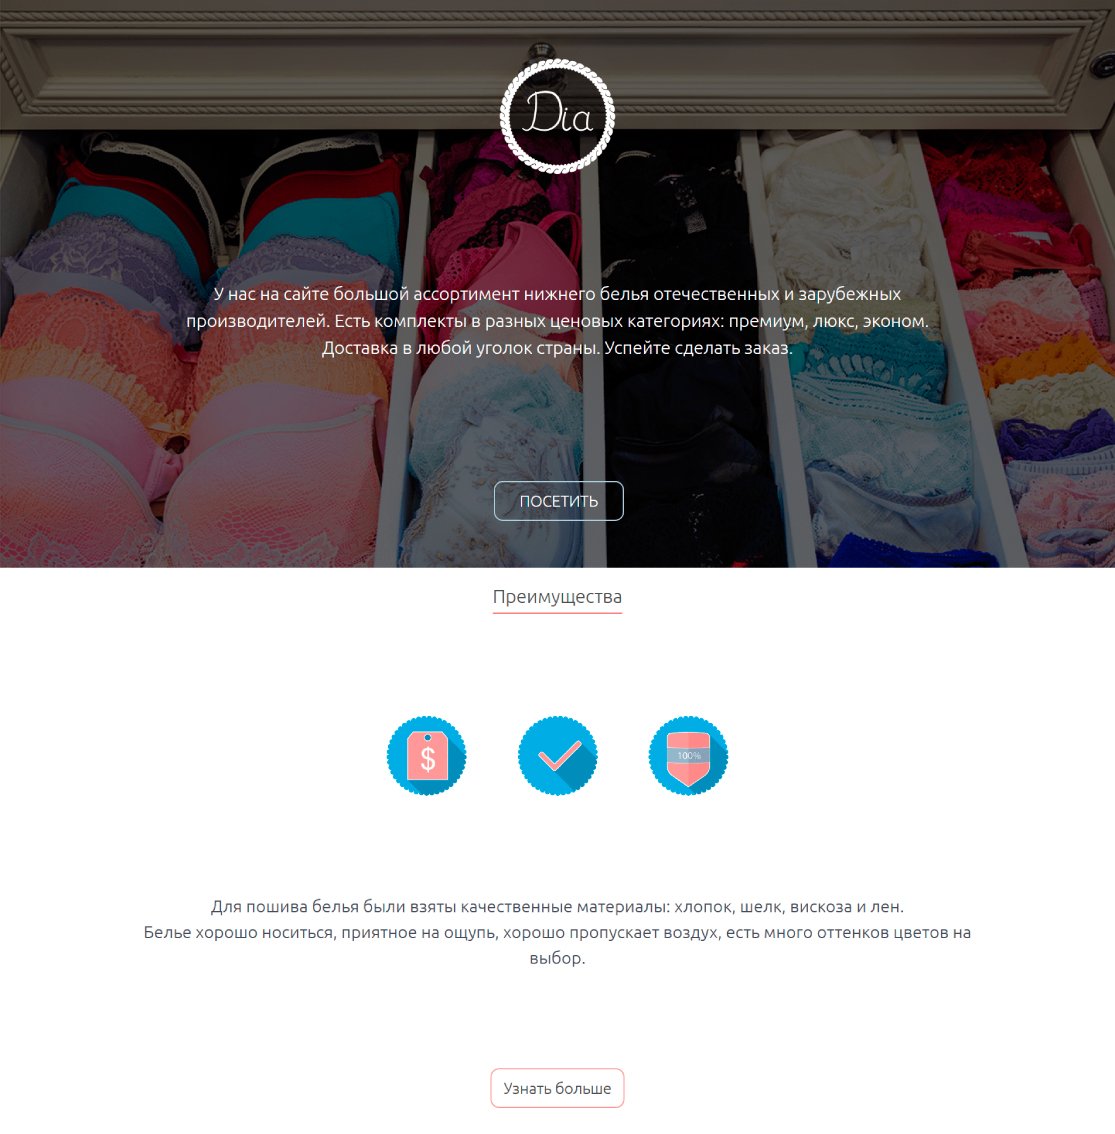 Dia
У нас на сайте большой ассортимент нижнего белья отечественных и зарубежных
производителей. Есть комплекты в разных ценовых категориях: премиум, люкс, эконом.
Доставка в любой уголок страны. Успейте сделать заказ.
ПОСЕТИТЬ
Преимущества
$
100%
Для пошива белья были взяты качественные материалы: хлопок, шелк, вискоза и лен.
Белье хорошо носиться, приятное на ощупь, хорошо пропускает воздух, есть много оттенков цветов на
выбор.
Узнать больше